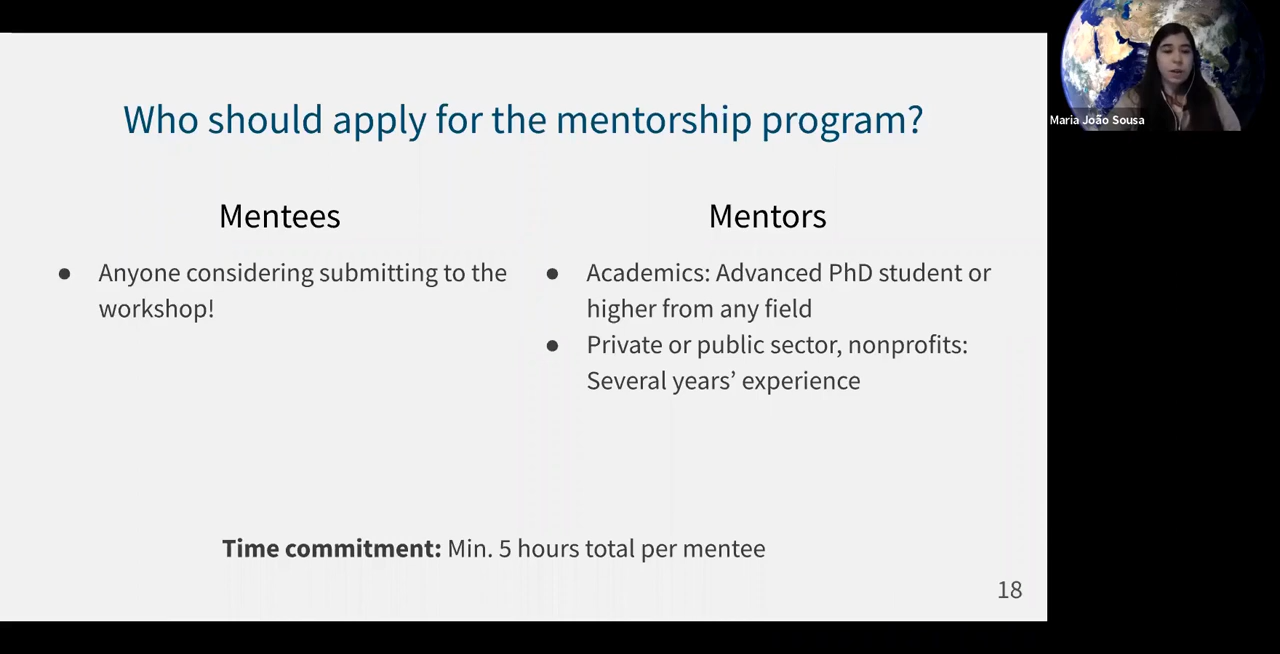 Who should apply for the mentorship program?
Mentees
● Anyone considering submitting to the
workshop!
Mentors
● Academics: Advanced PhD student or
higher from any field
● Private or public sector, nonprofits:
Several years’ experience
Time commitment: Min. 5 hours total per mentee
18
Maria João Sousa